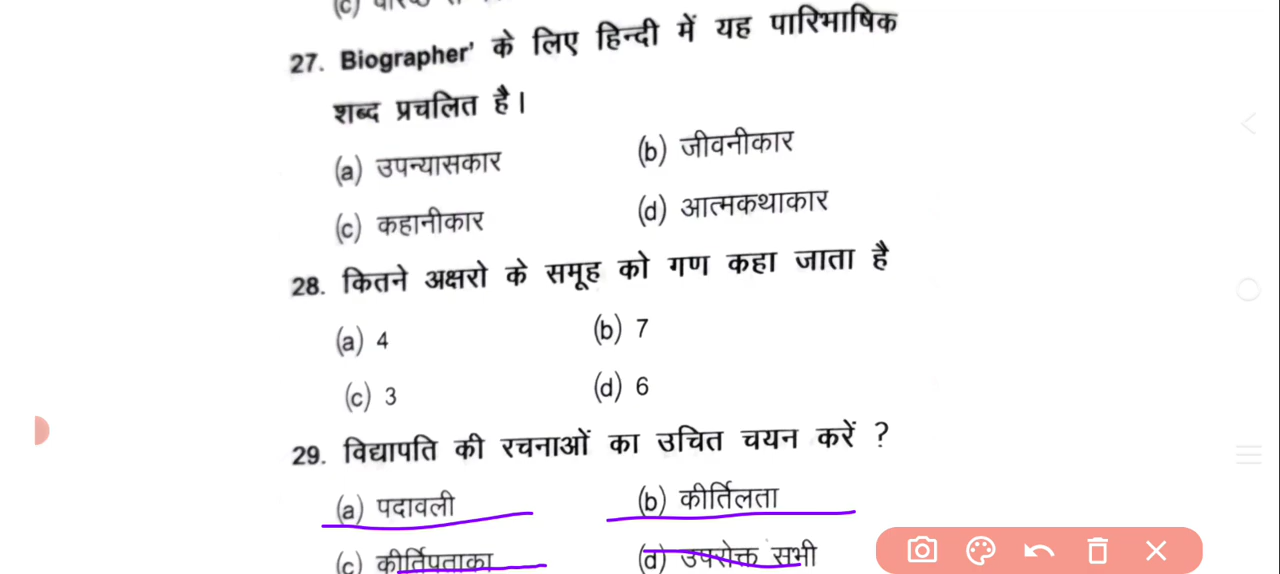 27. Biographer' के लिए हिन्दी में यह पारिभाषिक
शब्द प्रचलित है।
(a) उपन्यासकार (b) जीवनीकार
(c) कहानीकार (d) आत्मकथाकार
28. कितने अक्षरो के समूह को गण कहा जाता है
(a) 4 (b) 7
(c) 3 (d) 6
29. विद्यापति की रचनाओं का उचित चयन करें ?
(a) पदावली (b) कीर्तिलता
(c) कीर्तिपताका (d) उपरोक्त सभी